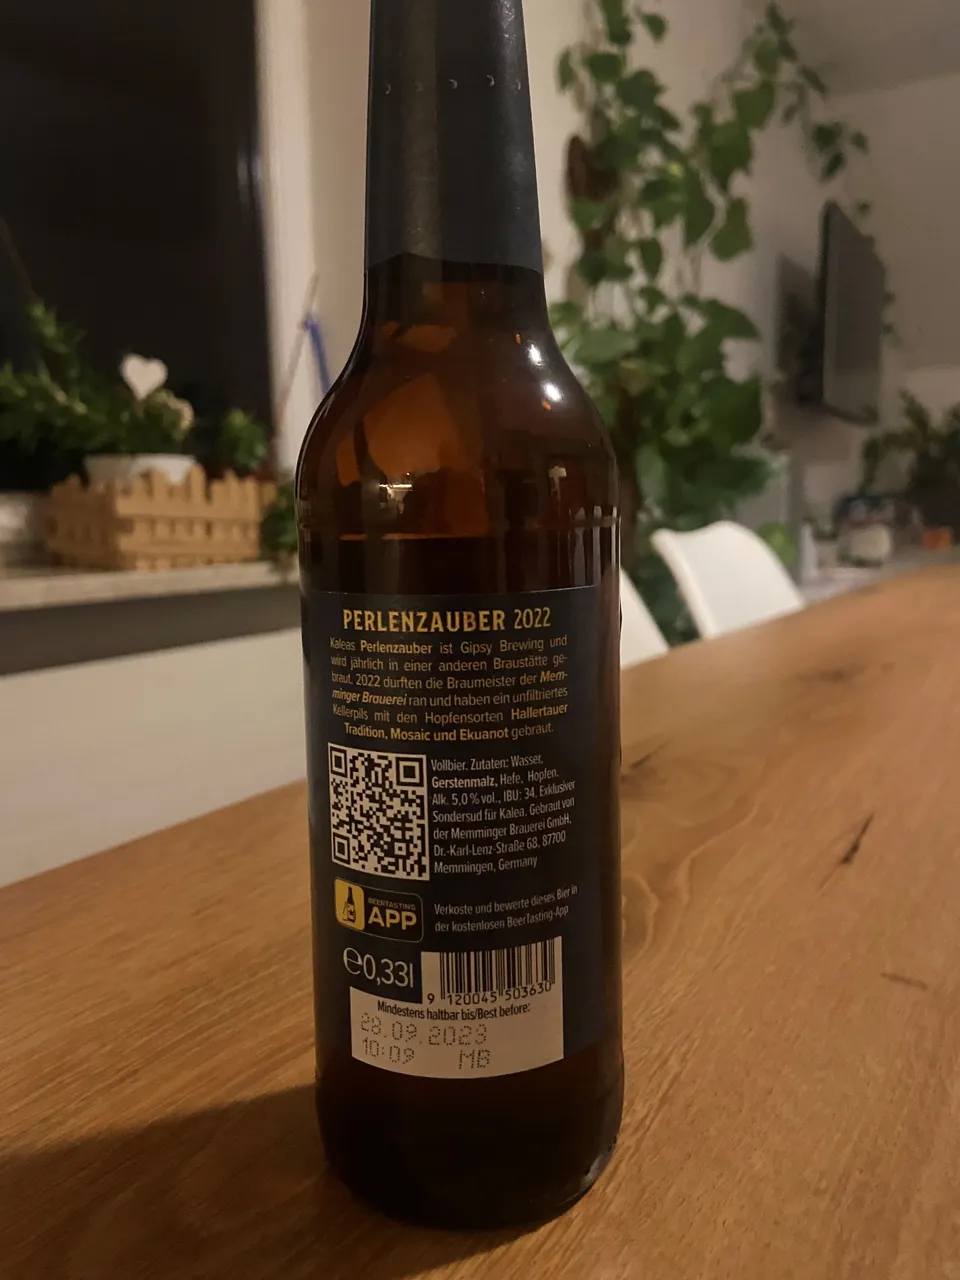 PERLENZAUBER 2022
Kaleas Perlenzauber ist Gipsy Brewing und
wird jährlich in einer anderen Braustätte ge-
braut. 2022 durften die Braumeister der Mem-
minger Brauerei ran und haben ein unfiltriertes
Kellerpils mit den Hopfensorten Hallertauer
Tradition, Mosaic und Ekuanot gebraut.
Vollbier. Zutaten: Wasser,
Gerstenmalz, Hefe, Hopfen.
Alk. 5,0 % vol., IBU: 34. Exklusiver
Sondersud für Kalea. Gebraut von
der Memminger Brauerei GmbH,
Dr.-Karl-Lenz-Straße 68, 87700
Memmingen, Germany
BEERTASTING
APP
Verkoste und bewerte dieses Bier in
der kostenlosen BeerTasting-App
℮0,33l
9 120045 503630
Mindestens haltbar bis/Best before:
28.09.2023
10:09 MB